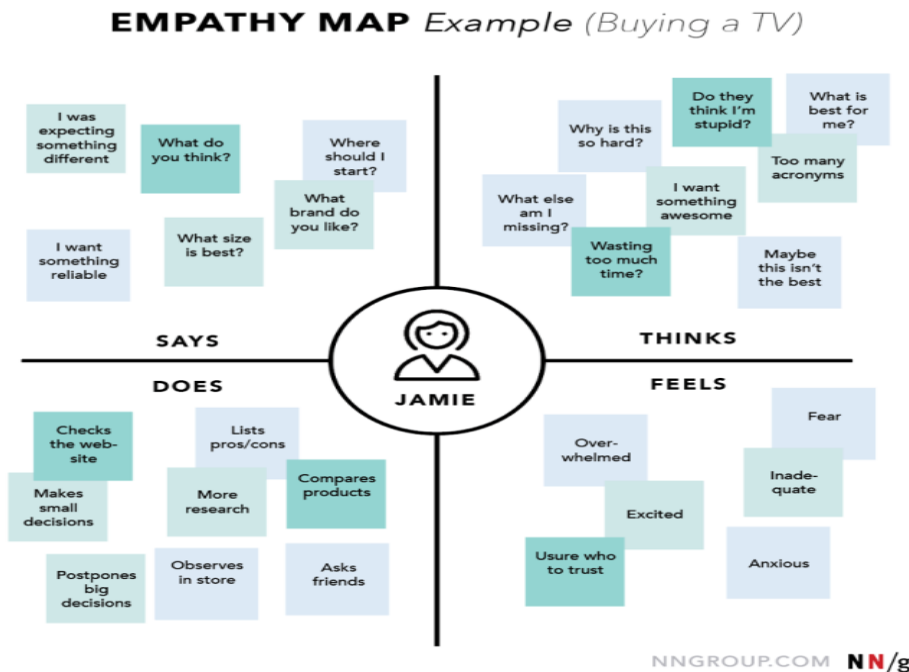 EMPATHY MAP Example (Buying a TV)
I was
expecting
something
different
What do
you think?
Where
should I
start?
What
brand do
you like?
What size
is best?
I want
something
reliable
SAYS
Do they
think I'm
stupid?
What is
best for
me?
Why is this
so hard?
Too many
acronyms
I want
something
awesome
What else
am I
missing?
Wasting
too much
time?
Maybe
this isn't
the best
THINKS
JAMIE
DOES
Checks
the web-
site
Lists
pros/cons
Compares
products
Makes
small
decisions
More
research
Postpones
big
decisions
Observes
in store
Asks
friends
FEELS
Fear
Over-
whelmed
Inade-
quate
Excited
Usure who
to trust
Anxious
NNGROUP.COM NN/g